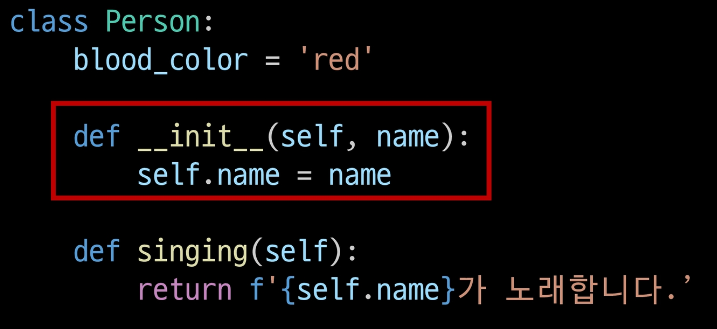 class Person:
    blood_color = 'red'
    def __init__(self, name):
        self.name = name
    def singing(self):
        return f'{self.name}가 노래합니다.’